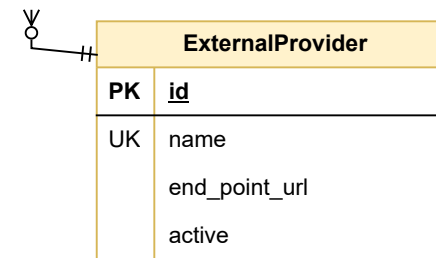 ExternalProvider
PK id
UK name
end_point_url
active